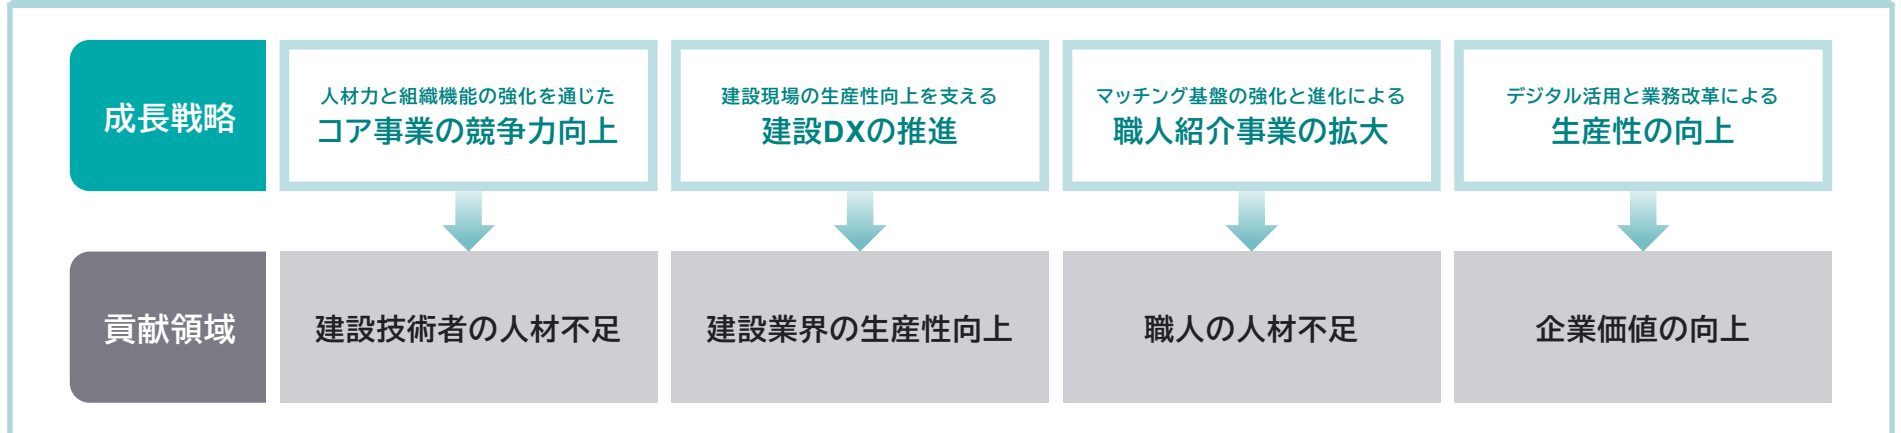 成長戦略
人材力と組織機能の強化を通じた
コア事業の競争力向上
建設現場の生産性向上を支える
建設DXの推進
マッチング基盤の強化と進化による
職人紹介事業の拡大
デジタル活用と業務改革による
生産性の向上
貢献領域
建設技術者の人材不足
建設業界の生産性向上
職人の人材不足
企業価値の向上